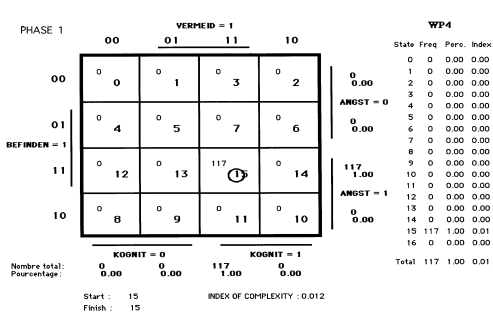 PHASE 1
VERMEID = 1
WP4
00 01 11 10
State Freq Perc. Index
0 0 0.00 0.00
1 0 0.00 0.00
2 0 0.00 0.00
3 0 0.00 0.00
4 0 0.00 0.00
5 0 0.00 0.00
6 0 0.00 0.00
7 0 0.00 0.00
8 0 0.00 0.00
9 0 0.00 0.00
10 0 0.00 0.00
11 0 0.00 0.00
12 0 0.00 0.00
13 0 0.00 0.00
14 0 0.00 0.00
15 117 1.00 0.01
16 0 0.00 0.00
Total 117 1.00 0.01
00
0 0 0 0
0 1 3 2
0
0.00
ANGST = 0
01
0 0 0 0
4 5 7 6
0
0.00
BEFINDEN = 1
11
0 0 117 0
12 13 15 14
117
1.00
ANGST = 1
10
0 0 0 0
8 9 11 10
0
0.00
KOGNIT = 0 KOGNIT = 1
Nombre total: 0 0 117 0
Pourcentage: 0.00 0.00 1.00 0.00
Start : 15 INDEX OF COMPLEXITY : 0.012
Finish : 15